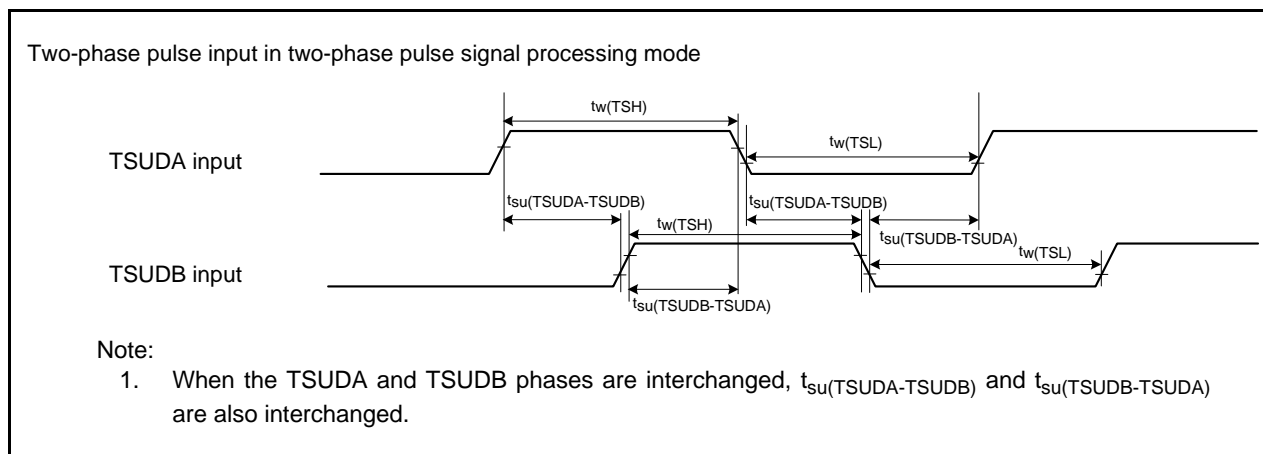 Two-phase pulse input in two-phase pulse signal processing mode
tw(TSH)
TSUDA input
tw(TSL)
tsu(TSUDA-TSUDB)
tsu(TSUDA-TSUDB)
tw(TSH)
tsu(TSUDB-TSUDA)
TSUDB input
tw(TSL)
tsu(TSUDB-TSUDA)
Note:
1. When the TSUDA and TSUDB phases are interchanged, tsu(TSUDA-TSUDB) and tsu(TSUDB-TSUDA)
are also interchanged.